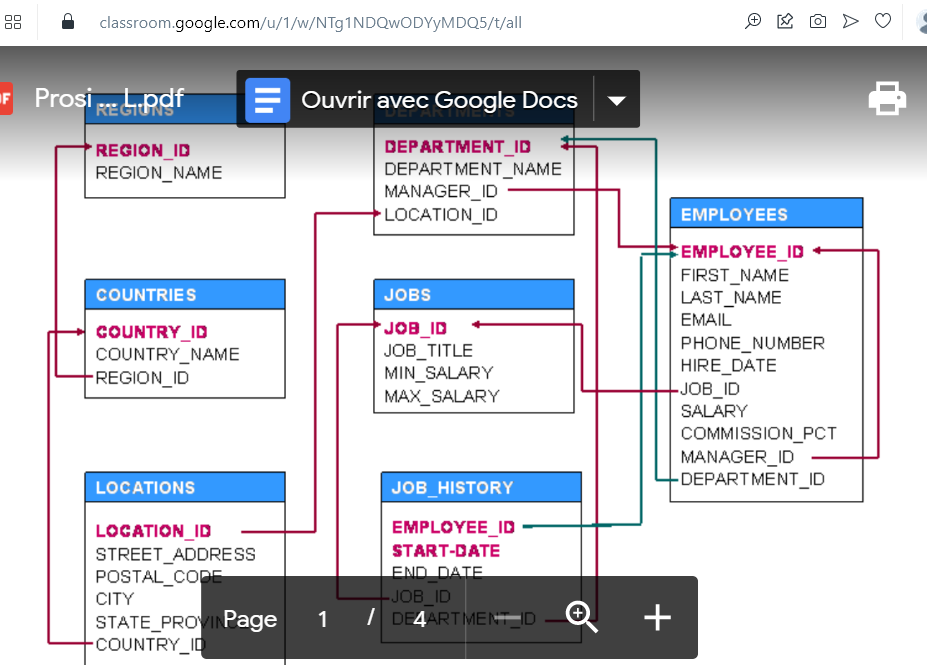 classroom.google.com/u/1/w/NTg1NDQwODYyMDQ5/t/all
Prosi ... L.pdf
Ouvrir avec Google Docs
REGIONS
REGION_ID
REGION_NAME
DEPARTMENTS
DEPARTMENT_ID
DEPARTMENT_NAME
MANAGER_ID
LOCATION_ID
EMPLOYEES
EMPLOYEE_ID
FIRST_NAME
LAST_NAME
EMAIL
PHONE_NUMBER
HIRE_DATE
JOB_ID
SALARY
COMMISSION_PCT
MANAGER_ID
DEPARTMENT_ID
COUNTRIES
COUNTRY_ID
COUNTRY_NAME
REGION_ID
JOBS
JOB_ID
JOB_TITLE
MIN_SALARY
MAX_SALARY
LOCATIONS
LOCATION_ID
STREET_ADDRESS
POSTAL_CODE
CITY
STATE_PROVINCE
COUNTRY_ID
JOB_HISTORY
EMPLOYEE_ID
START-DATE
END_DATE
JOB_ID
DEPARTMENT_ID
Page 1 / 4